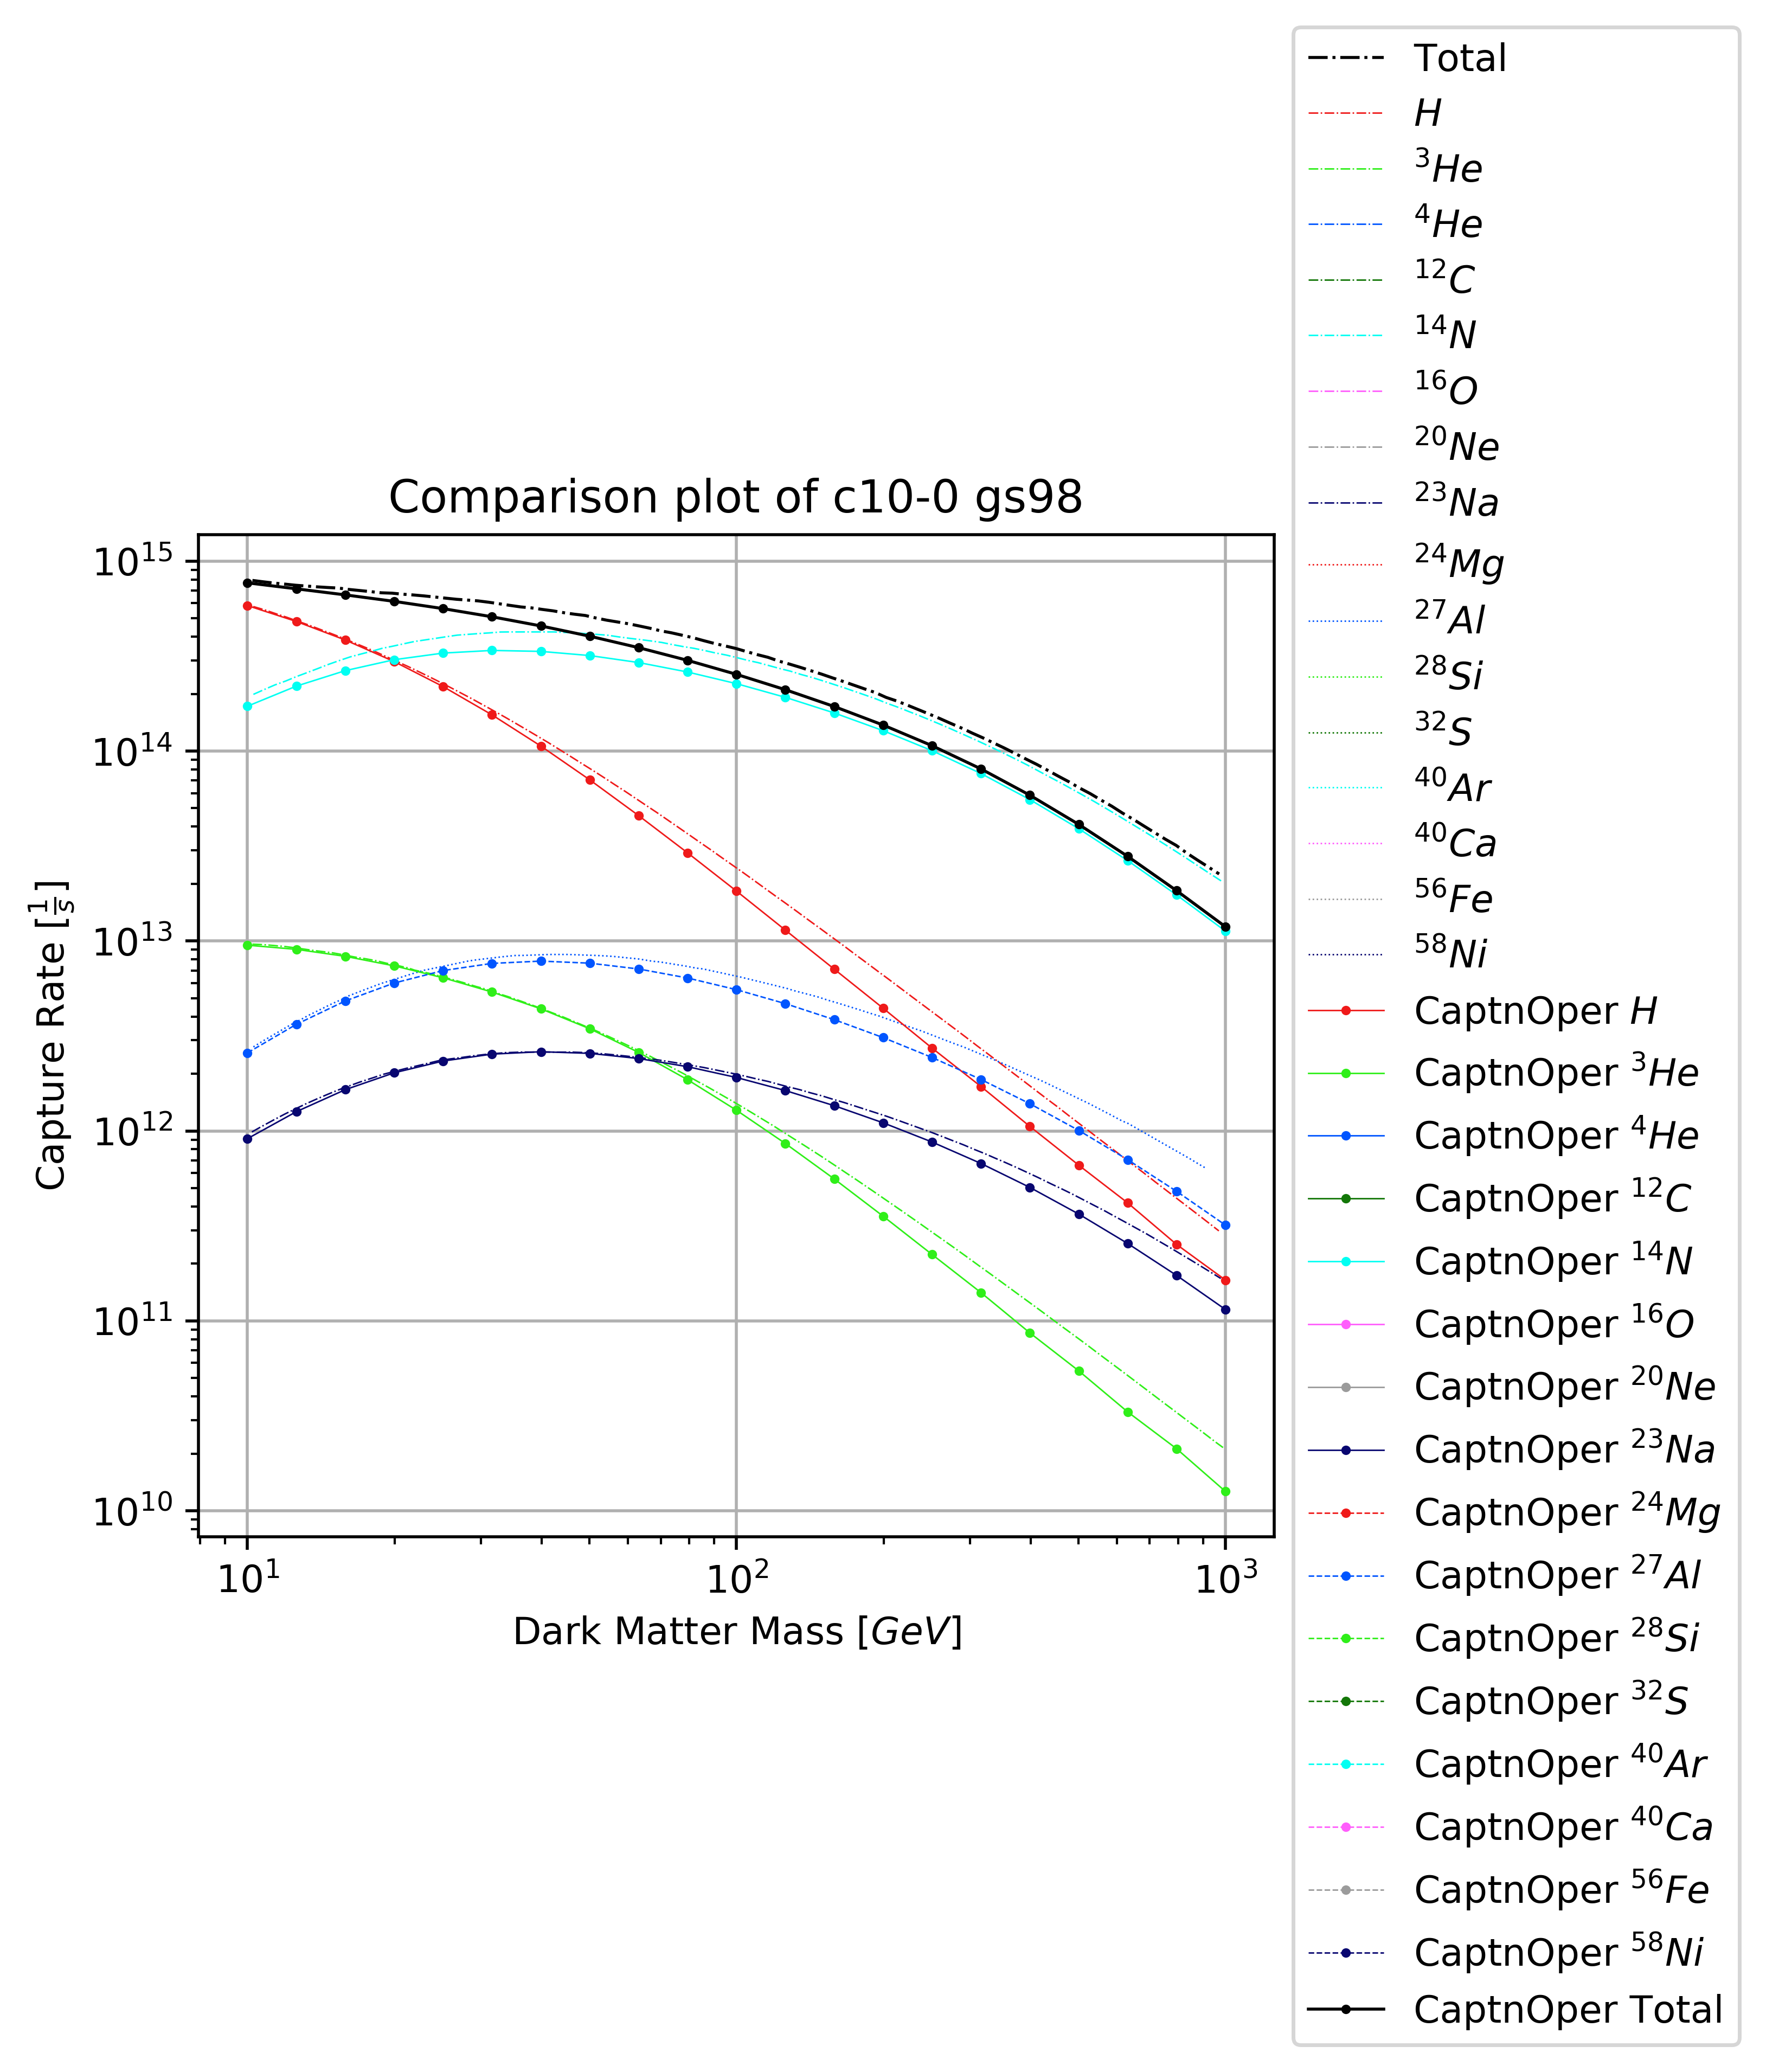 Comparison plot of c10-0 gs98
Capture Rate [1/s]
10^15
10^14
10^13
10^12
10^11
10^10
10^1 10^2 10^3
Dark Matter Mass [GeV]
Total
H
^3He
^4He
^12C
^14N
^16O
^20Ne
^23Na
^24Mg
^27Al
^28Si
^32S
^40Ar
^40Ca
^56Fe
^58Ni
CaptnOper H
CaptnOper ^3He
CaptnOper ^4He
CaptnOper ^12C
CaptnOper ^14N
CaptnOper ^16O
CaptnOper ^20Ne
CaptnOper ^23Na
CaptnOper ^24Mg
CaptnOper ^27Al
CaptnOper ^28Si
CaptnOper ^32S
CaptnOper ^40Ar
CaptnOper ^40Ca
CaptnOper ^56Fe
CaptnOper ^58Ni
CaptnOper Total